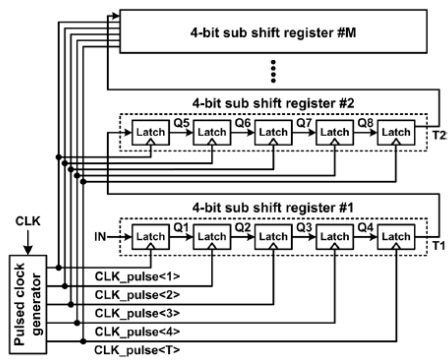 4-bit sub shift register #M
4-bit sub shift register #2
Latch Q5 Latch Q6 Latch Q7 Latch Q8 Latch
T2
4-bit sub shift register #1
CLK
IN Latch Q1 Latch Q2 Latch Q3 Latch Q4 Latch
T1
Pulsed clock
generator
CLK_pulse<1>
CLK_pulse<2>
CLK_pulse<3>
CLK_pulse<4>
CLK_pulse<T>